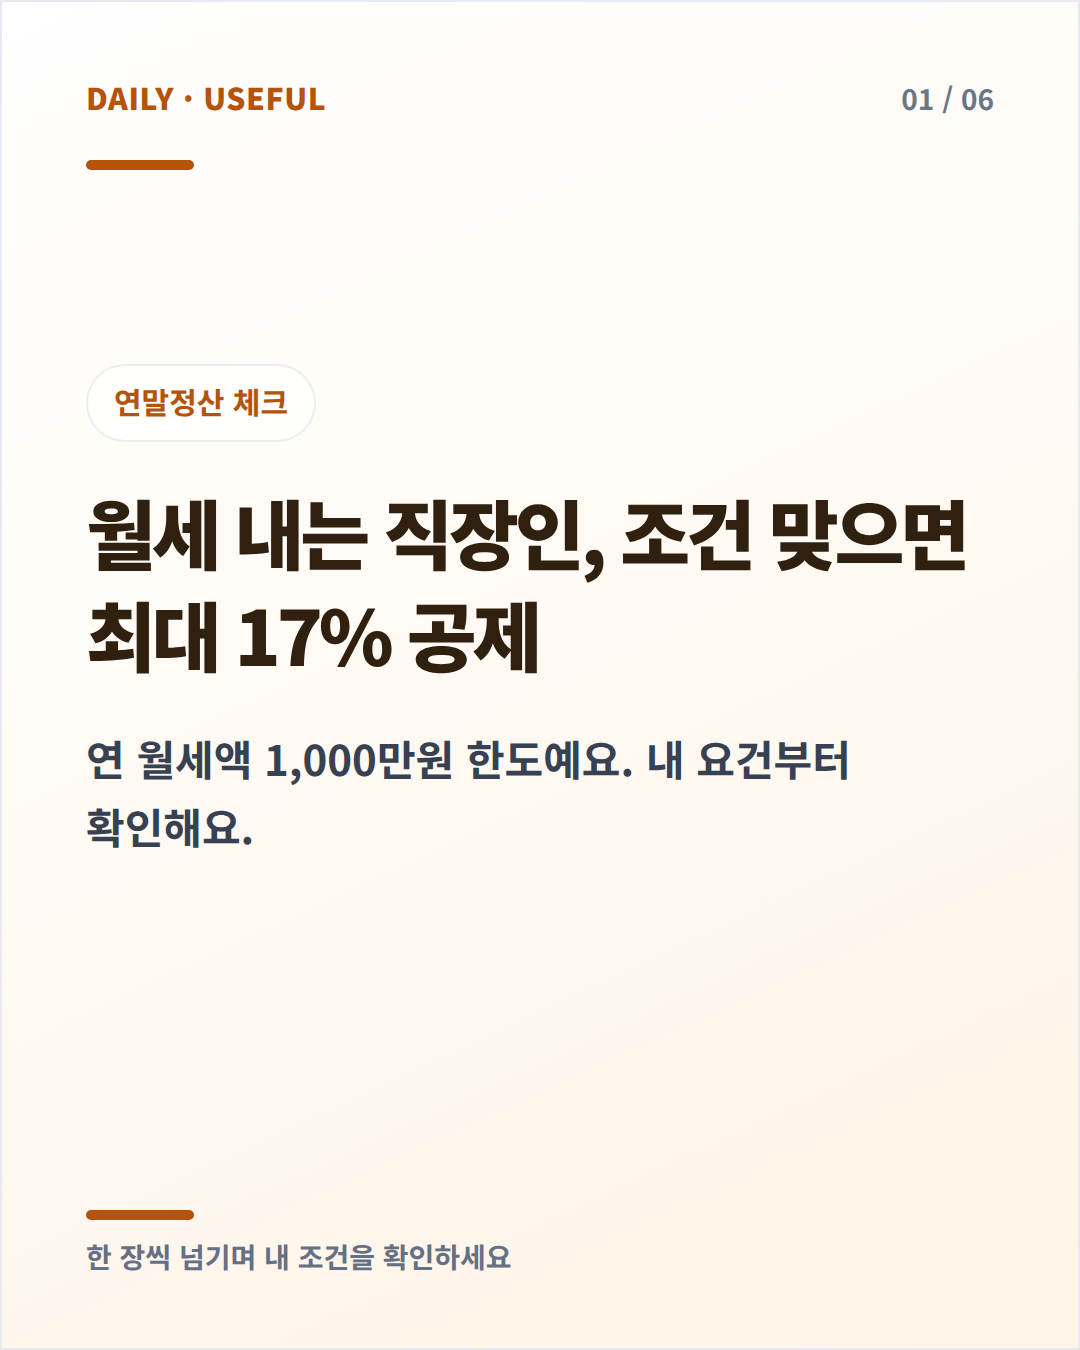 DAILY · USEFUL
01 / 06
연말정산 체크
월세 내는 직장인, 조건 맞으면
최대 17% 공제
연 월세액 1,000만원 한도예요. 내 요건부터
확인해요.
한 장씩 넘기며 내 조건을 확인하세요